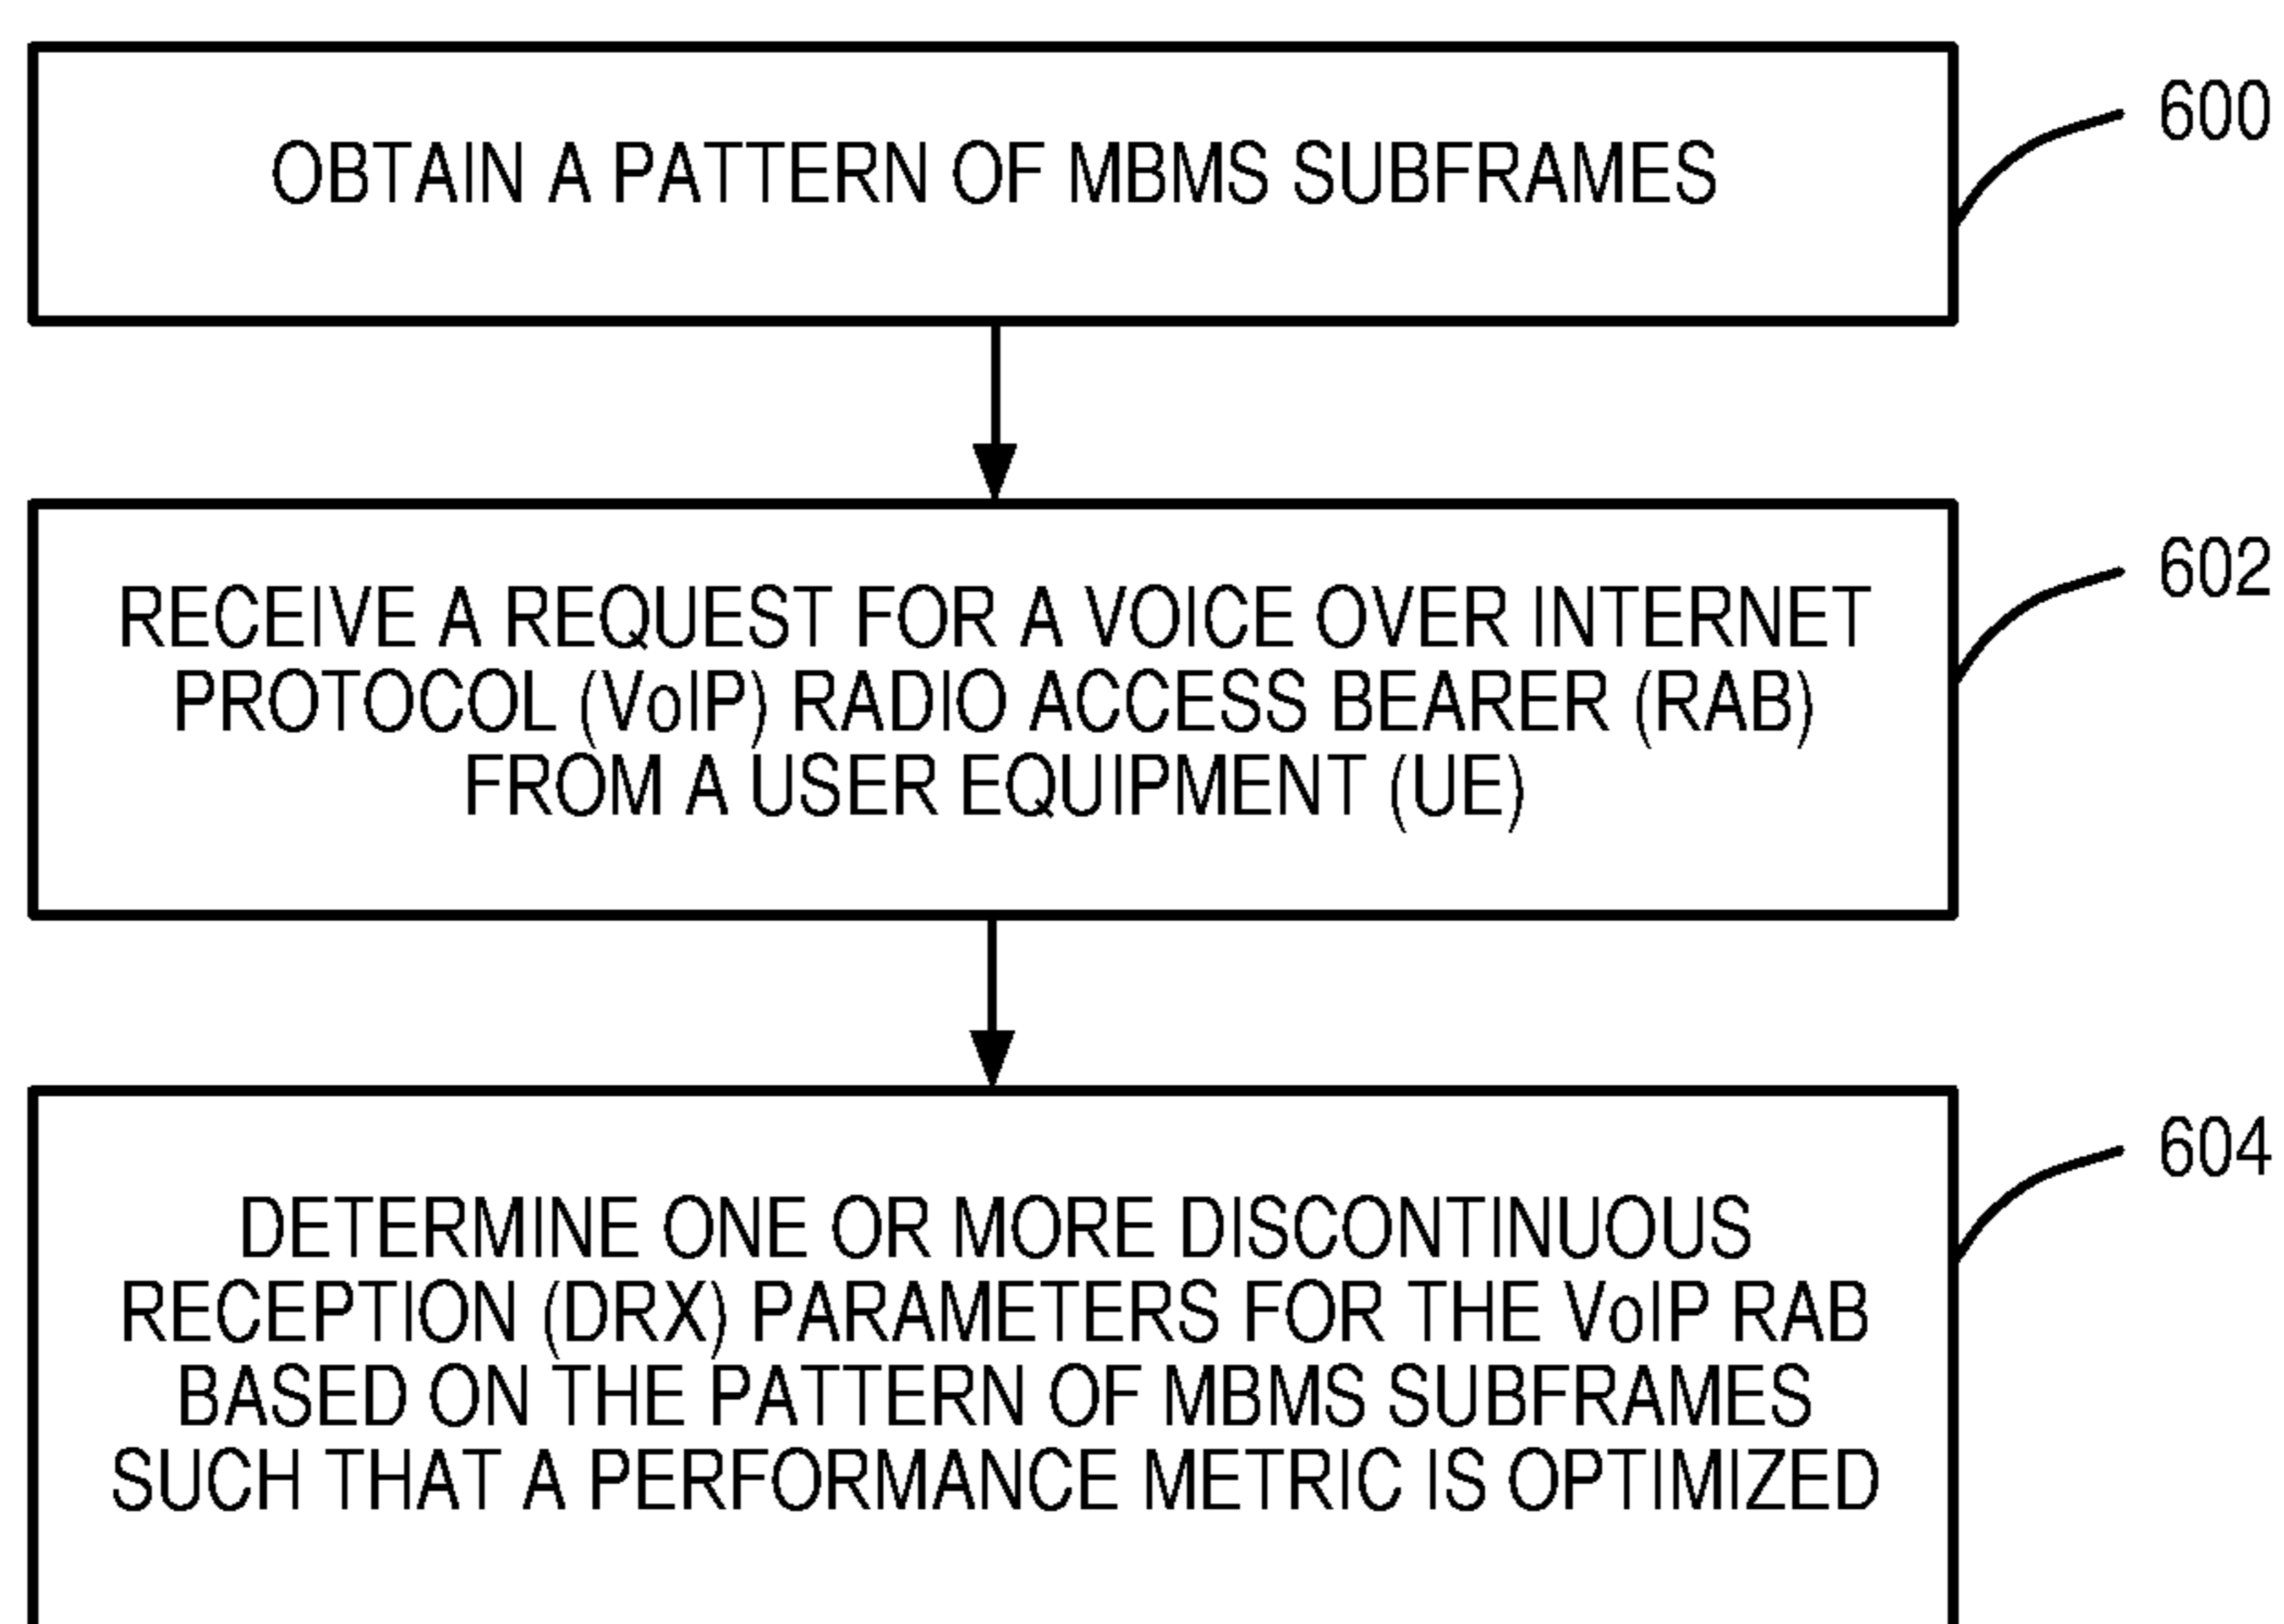 OBTAIN A PATTERN OF MBMS SUBFRAMES
600
RECEIVE A REQUEST FOR A VOICE OVER INTERNET
PROTOCOL (VoIP) RADIO ACCESS BEARER (RAB)
FROM A USER EQUIPMENT (UE)
602
DETERMINE ONE OR MORE DISCONTINUOUS
RECEPTION (DRX) PARAMETERS FOR THE VoIP RAB
BASED ON THE PATTERN OF MBMS SUBFRAMES
SUCH THAT A PERFORMANCE METRIC IS OPTIMIZED
604